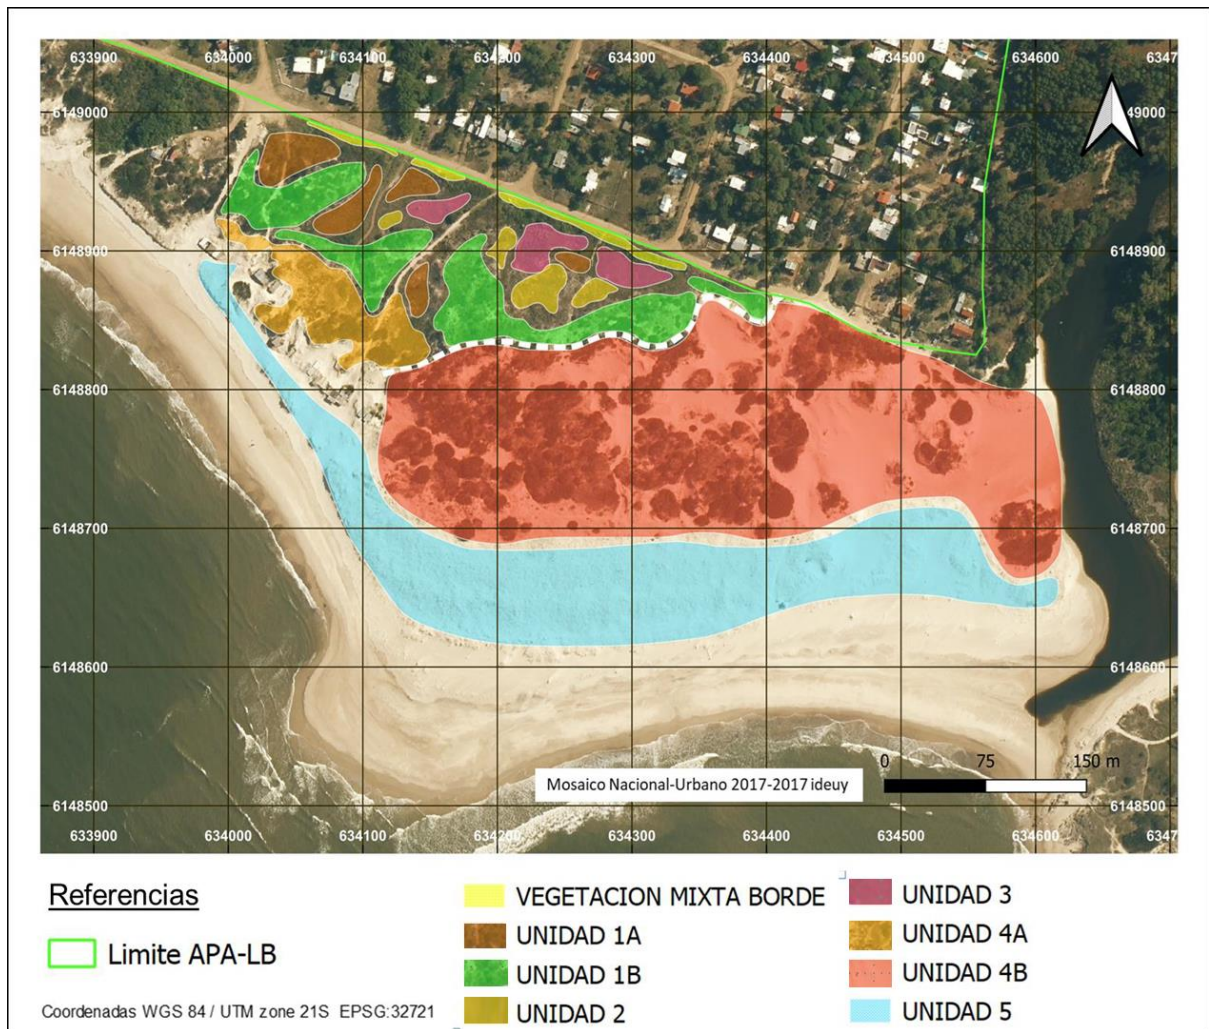 633900 634000 634100 634200 634300 634400 634500 634600 6347
6149000 49000
6148900 6148900
6148800 6148800
6148700 6148700
6148600 6148600
0 75 150 m
Mosaico Nacional-Urbano 2017-2017 ideuy
6148500 6148500
633900 634000 634100 634200 634300 634400 634500 634600 6347
Referencias
Limite APA-LB
Coordenadas WGS 84 / UTM zone 21S EPSG:32721
VEGETACION MIXTA BORDE
UNIDAD 1A
UNIDAD 1B
UNIDAD 2
UNIDAD 3
UNIDAD 4A
UNIDAD 4B
UNIDAD 5